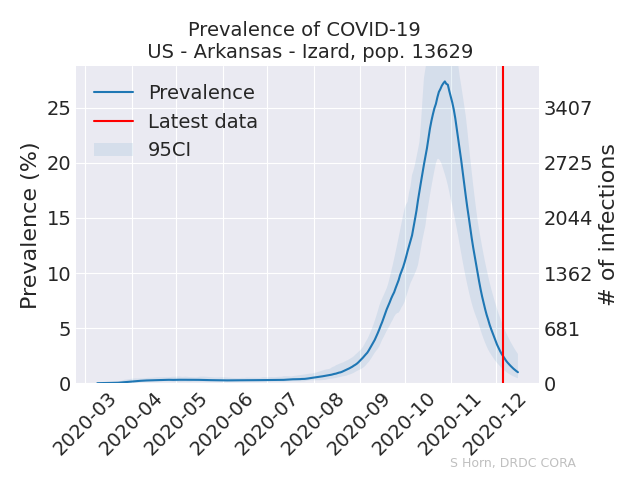 Prevalence of COVID-19
US - Arkansas - Izard, pop. 13629
Prevalence
Latest data
95CI
Prevalence (%)
25
20
15
10
5
0
3407
2725
2044
1362
681
0
# of infections
2020-03
2020-04
2020-05
2020-06
2020-07
2020-08
2020-09
2020-10
2020-11
2020-12
S Horn, DRDC CORA